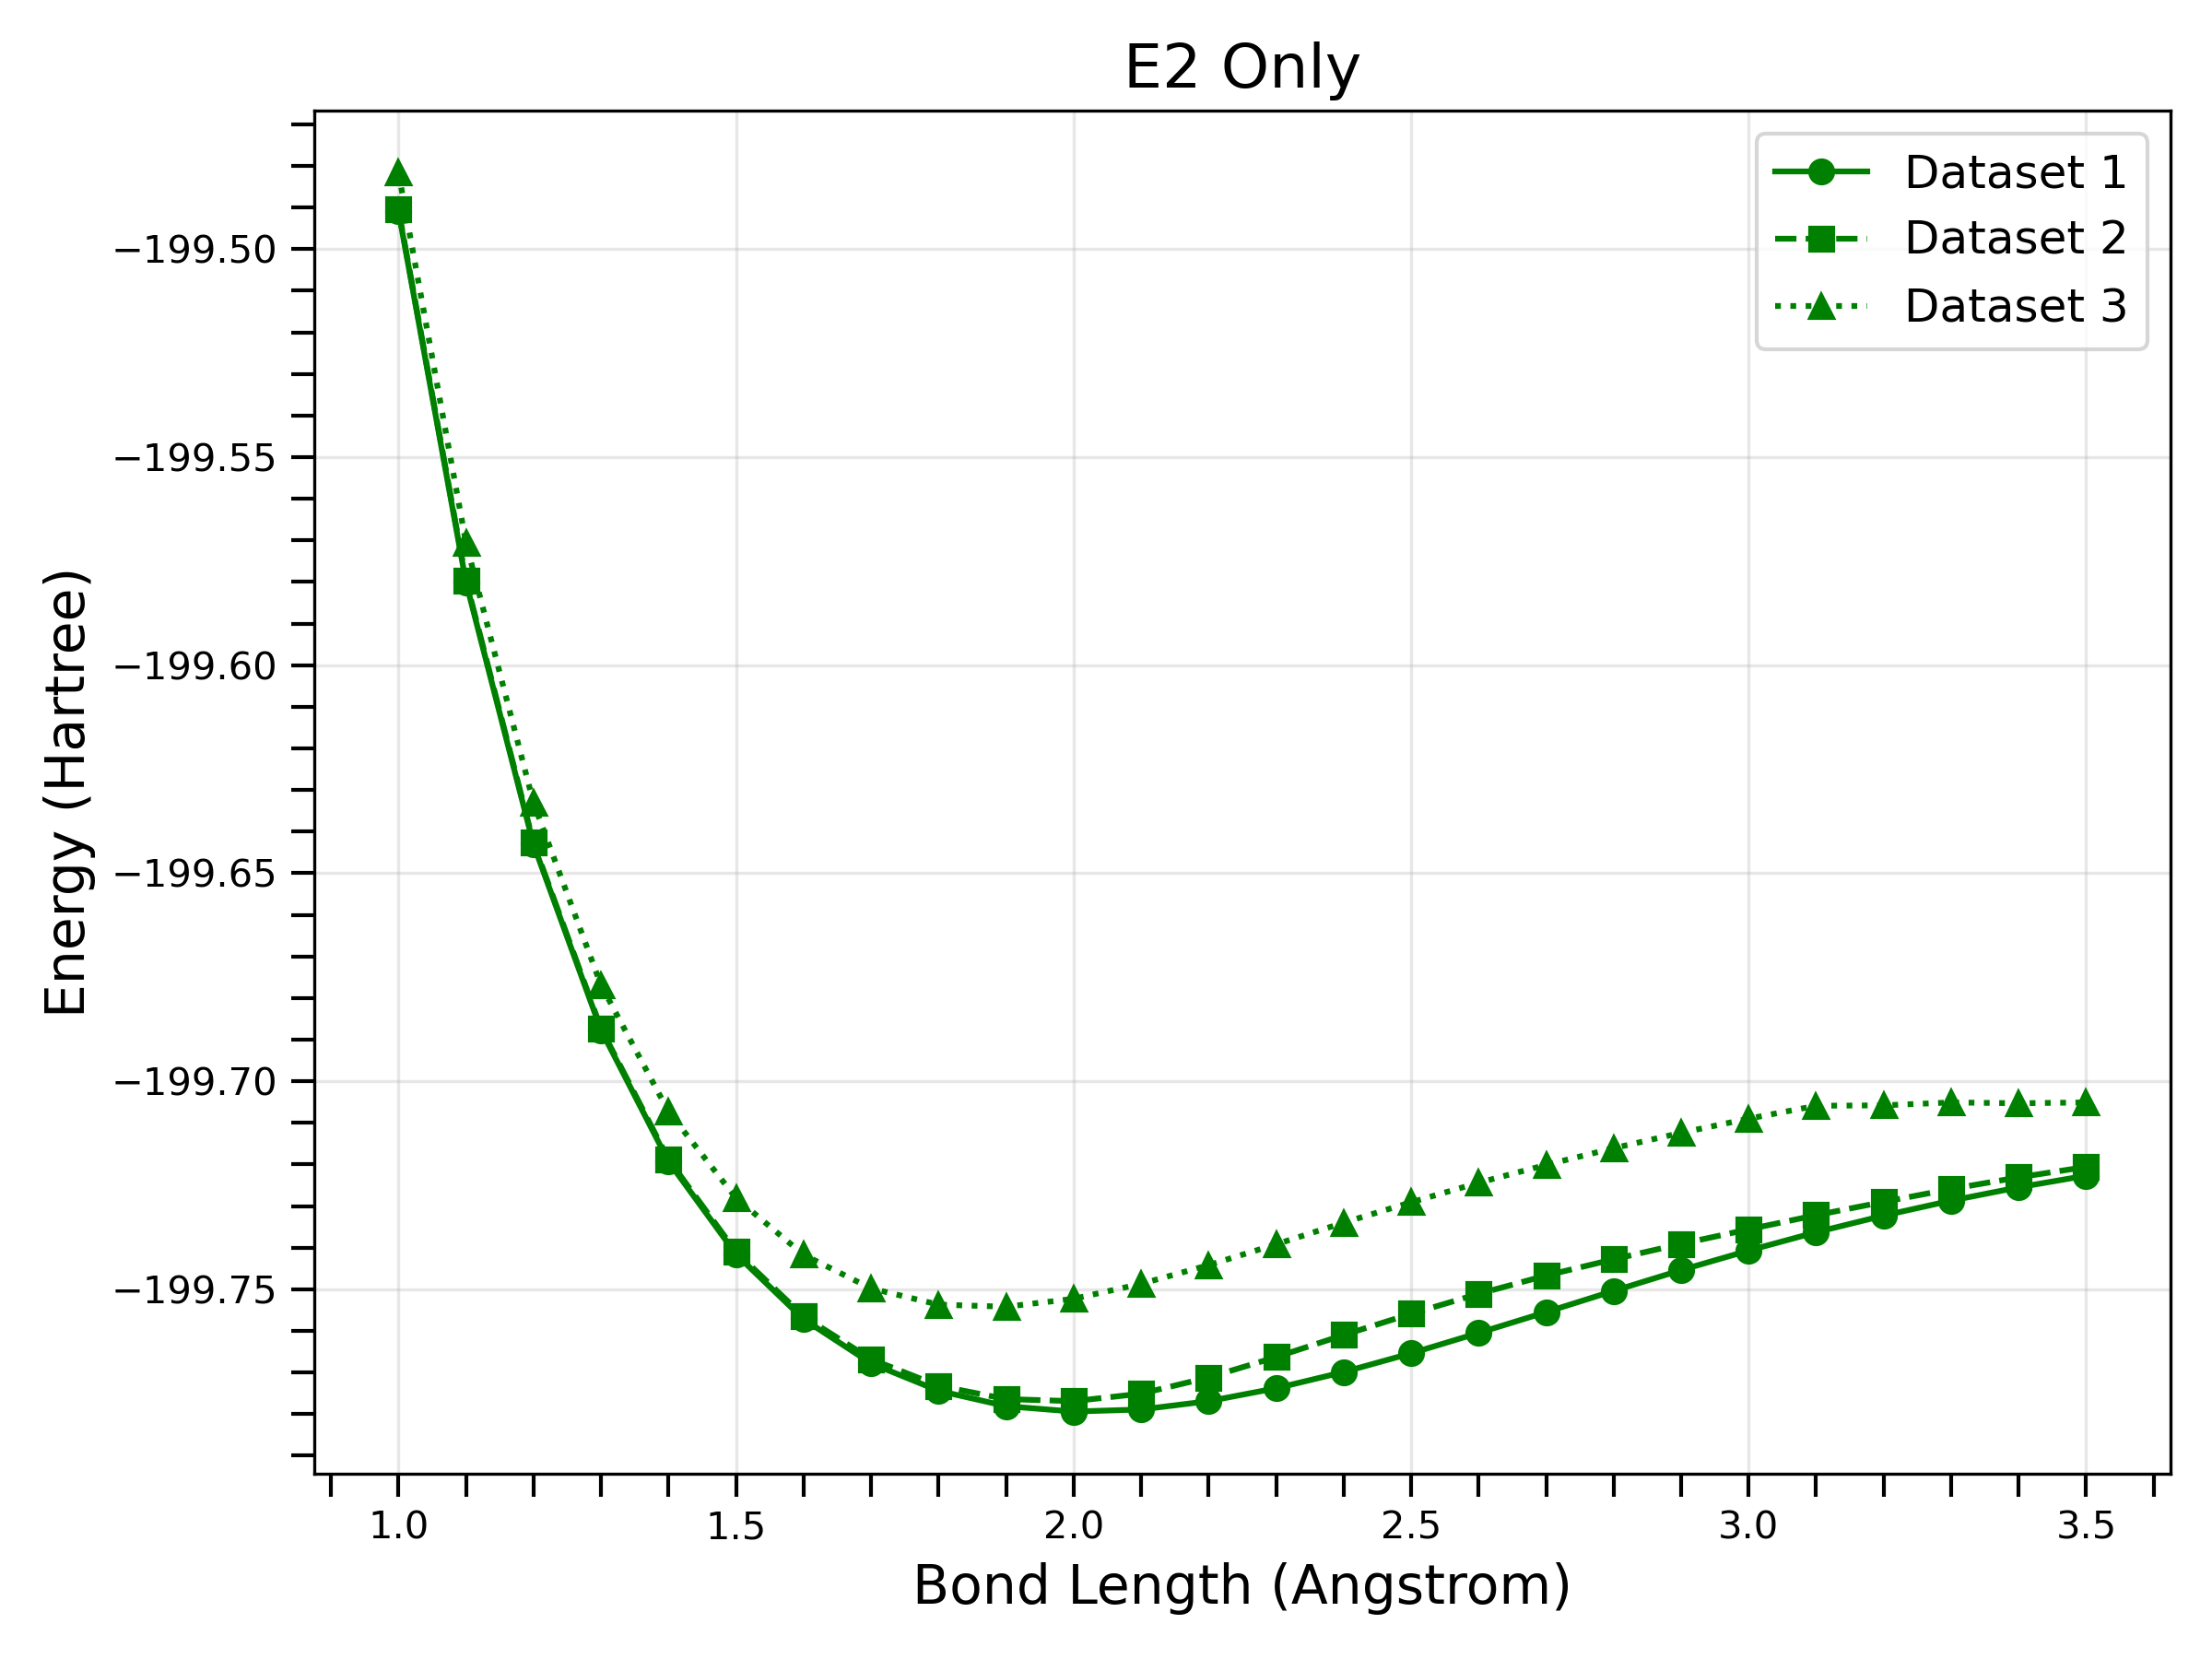 E2 Only
Dataset 1
Dataset 2
Dataset 3
Energy (Hartree)
−199.50
−199.55
−199.60
−199.65
−199.70
−199.75
1.0 1.5 2.0 2.5 3.0 3.5
Bond Length (Angstrom)